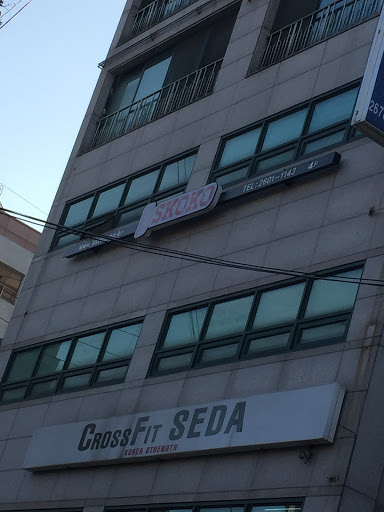 SKOKO
TEL:2601-1143 4F
CROSSFIT SEDA
KOREA STRENGTH